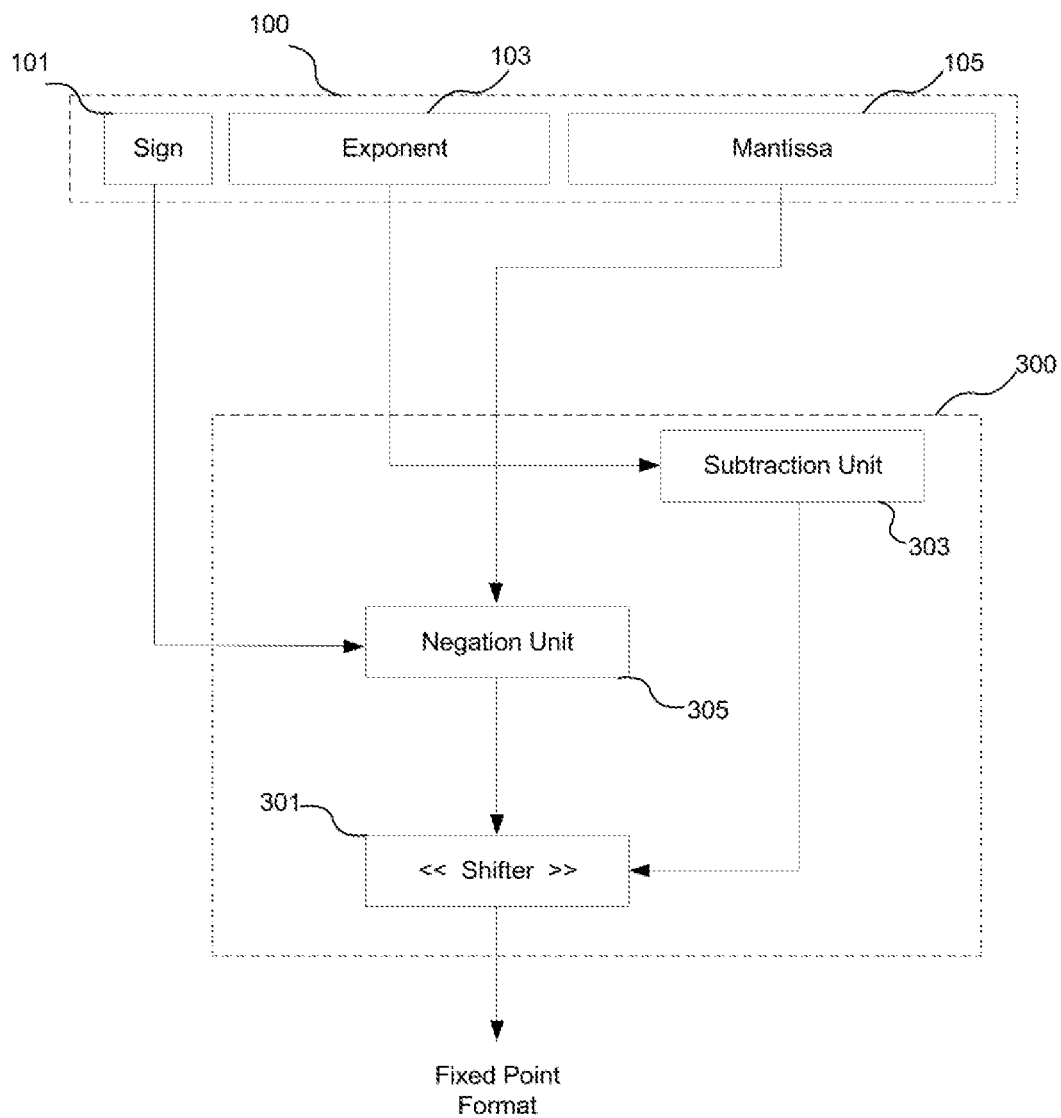 100
101
103
105
Sign
Exponent
Mantissa
300
Subtraction Unit
303
Negation Unit
305
301
<< Shifter >>
Fixed Point
Format